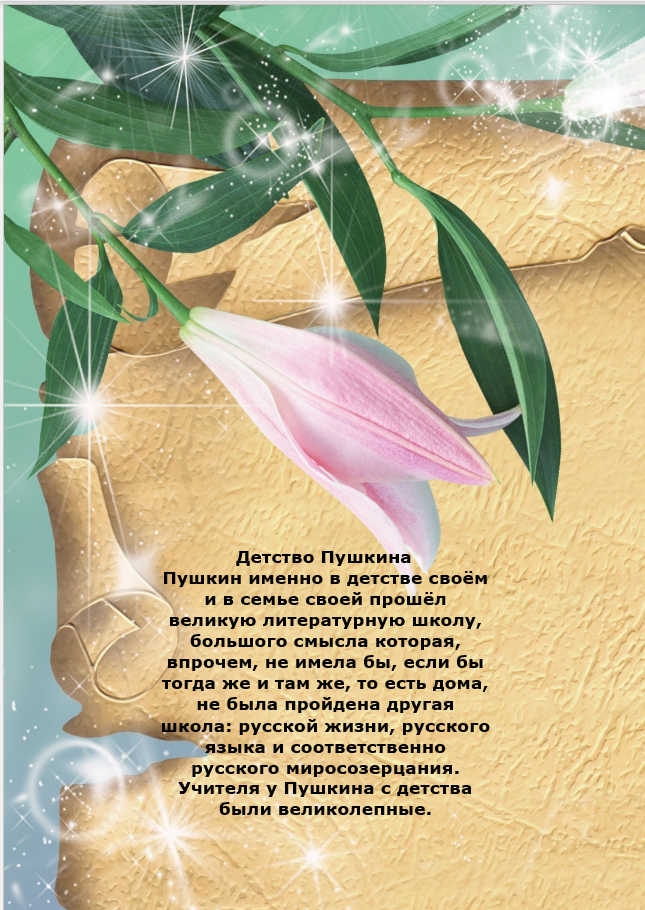 Детство Пушкина
Пушкин именно в детстве своём
и в семье своей прошёл
великую литературную школу,
большого смысла которая,
впрочем, не имела бы, если бы
тогда же и там же, то есть дома,
не была пройдена другая
школа: русской жизни, русского
языка и соответственно
русского миросозерцания.
Учителя у Пушкина с детства
были великолепные.